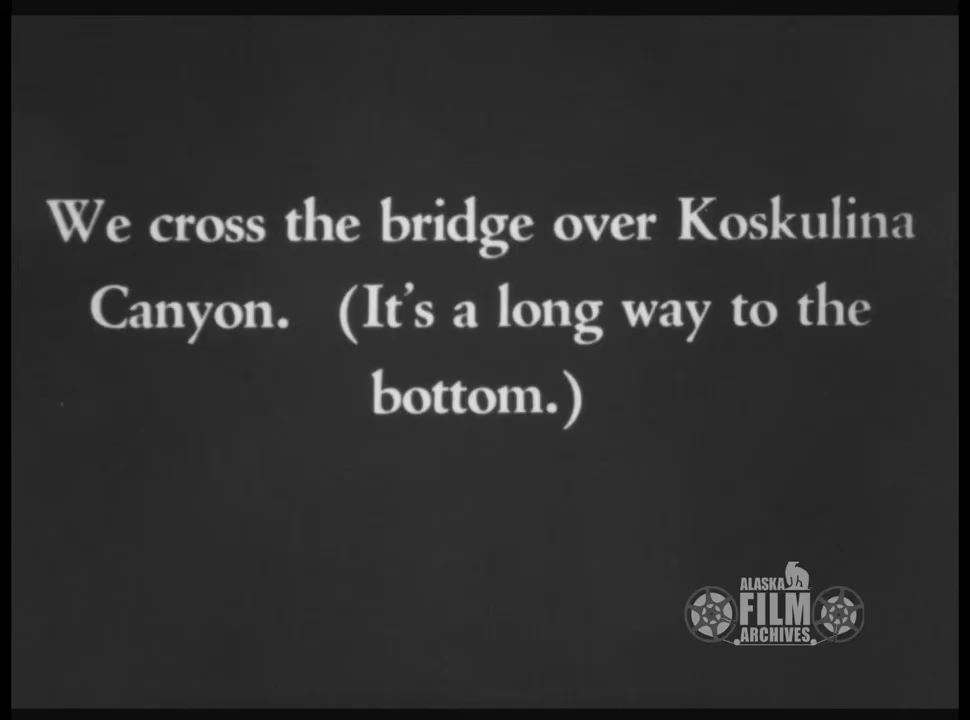 We cross the bridge over Koskulina
Canyon. (It's a long way to the
bottom.)
ALASKA
FILM
ARCHIVES